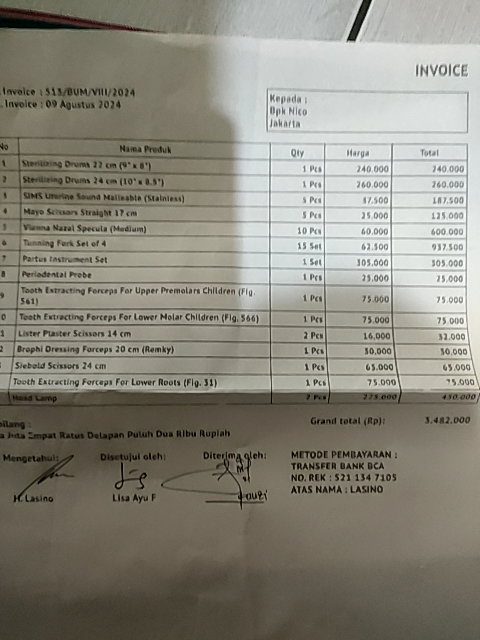 INVOICE
Invoice : 513/BUM/VIII/2024
Invoice : 09 Agustus 2024
Kepada :
Bpk Nico
Jakarta
No Nama Produk Qty Harga Total
1 Sterilizing Drums 22 cm (9" x 8") 1 Pcs 240.000 240.000
2 Sterilizing Drums 24 cm (10" x 8.5") 1 Pcs 260.000 260.000
3 SIMS Uterine Sound Malleable (Stainless) 5 Pcs 37.500 187.500
4 Mayo Scissors Straight 17 cm 5 Pcs 25.000 125.000
5 Vienna Nazal Specula (Medium) 10 Pcs 60.000 600.000
6 Tunning Fork Set of 4 15 Set 62.500 937.500
7 Partus Instrument Set 1 Set 305.000 305.000
8 Periodental Probe 1 Pcs 25.000 25.000
9 Tooth Extracting Forceps For Upper Premolars Children (Fig. 561) 1 Pcs 75.000 75.000
0 Tooth Extracting Forceps For Lower Molar Children (Fig. 566) 1 Pcs 75.000 75.000
1 Lister Plaster Scissors 14 cm 2 Pcs 16.000 32.000
2 Brophi Dressing Forceps 20 cm (Remky) 1 Pcs 30,000 30,000
Siebold Scissors 24 cm 1 Pcs 65.000 65.000
Tooth Extracting Forceps For Lower Roots (Fig. 31) 1 Pcs 75.000 75.000
Head Lamp 2 Pcs 225.000 450.000
Grand total (Rp): 3.482.000
bilang :
a Juta Empat Ratus Delapan Puluh Dua Ribu Rupiah
Mengetahui: Disetujui oleh: Diterima oleh:
H. Lasino Lisa Ayu F
METODE PEMBAYARAN :
TRANSFER BANK BCA
NO. REK : 521 134 7105
ATAS NAMA : LASINO